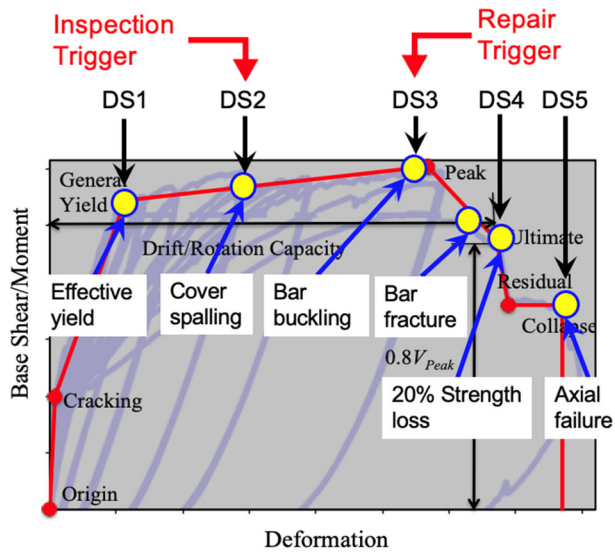 Inspection
Trigger
Repair
Trigger
DS1
DS2
DS3
DS4
DS5
General
Yield
Peak
Drift/Rotation Capacity
Ultimate
Effective
yield
Cover
spalling
Bar
buckling
Bar
fracture
Residual
Collapse
0.8V_Peak
Cracking
20% Strength
loss
Axial
failure
Origin
Base Shear/Moment
Deformation